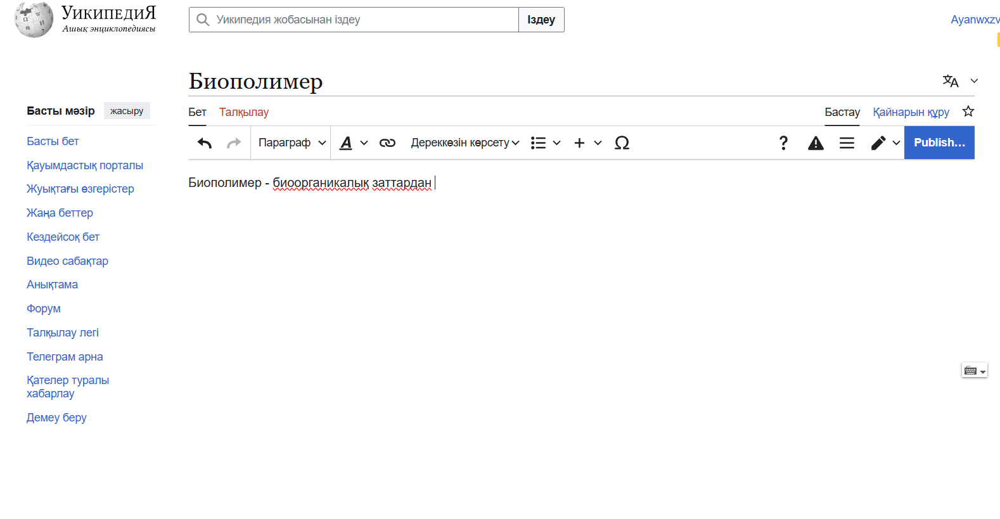 УикипедиЯ
Ашық энциклопедиясы
Уикипедия жобасынан іздеу
Іздеу
Ayanwxzv
Биополимер
Басты мәзір жасыру
Бет Талқылау Бастау Қайнарын құру
Параграф Дереккөзін көрсету Publish…
Биополимер - биоорганикалық заттардан
Басты бет
Қауымдастық порталы
Жуықтағы өзгерістер
Жаңа беттер
Кездейсоқ бет
Видео сабақтар
Анықтама
Форум
Талқылау легі
Телеграм арна
Қателер туралы
хабарлау
Демеу беру